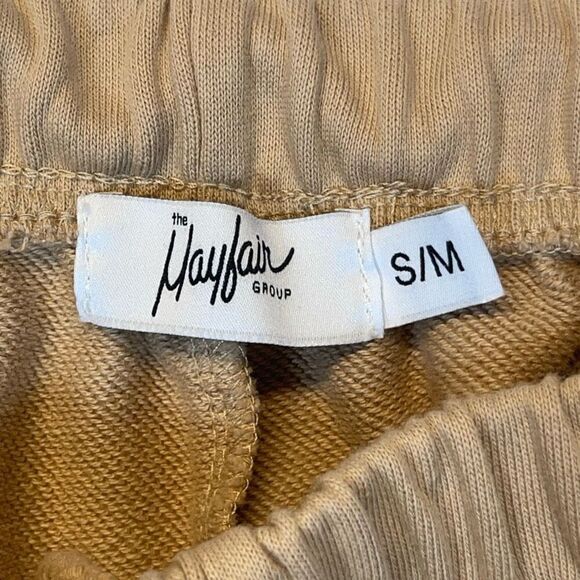 the
Mayfair
GROUP
S/M